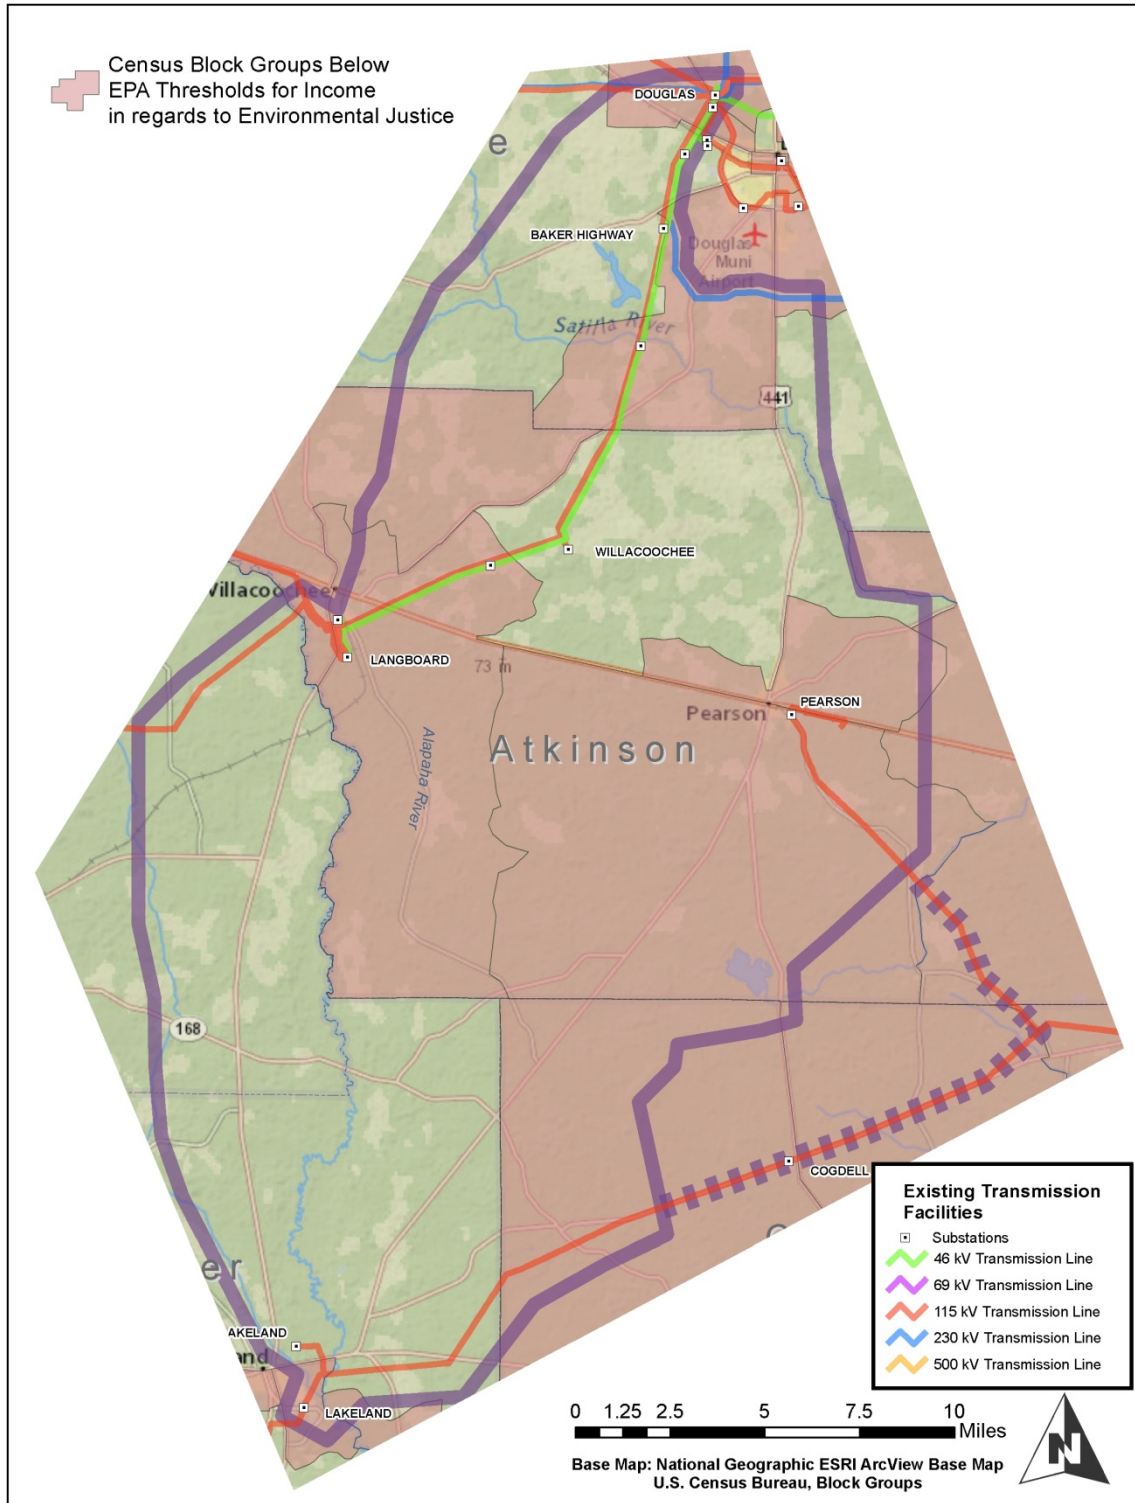 Census Block Groups Below
EPA Thresholds for Income
in regards to Environmental Justice
DOUGLAS
e
BAKER HIGHWAY
Douglas
Muni
Airport
Satilla River
441
WILLACOOCHEE
Willacoochee
LANGBOARD
73 m
PEARSON
Pearson
Atkinson
Alapaha River
168
COGDELL
er
AKELAND
and
LAKELAND
Existing Transmission
Facilities
Substations
46 kV Transmission Line
69 kV Transmission Line
115 kV Transmission Line
230 kV Transmission Line
500 kV Transmission Line
0 1.25 2.5 5 7.5 10
Miles
N
Base Map: National Geographic ESRI ArcView Base Map
U.S. Census Bureau, Block Groups